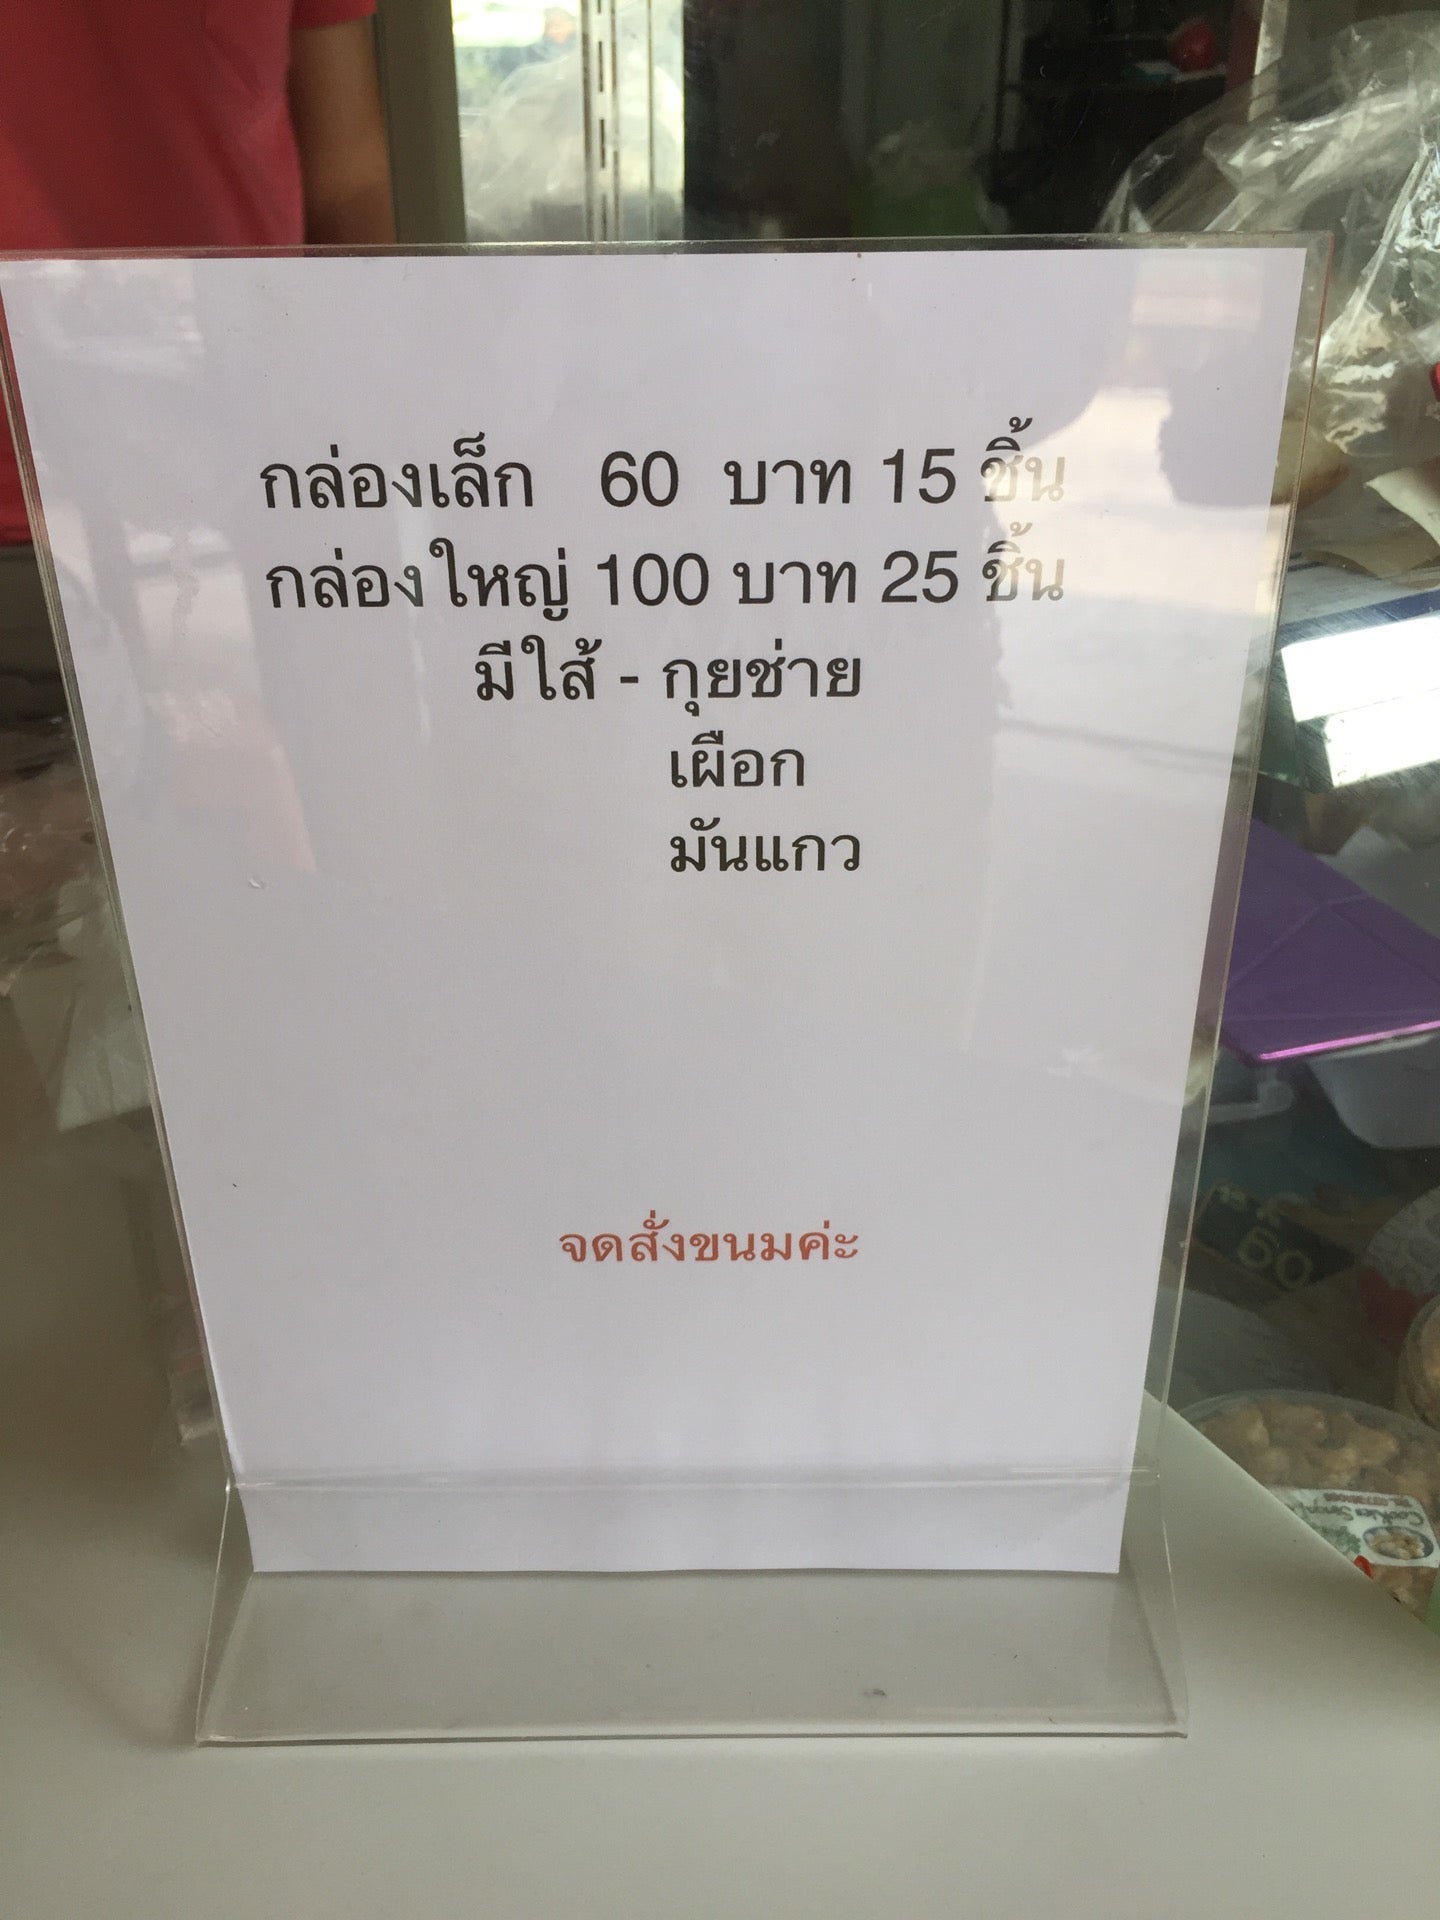 กล่องเล็ก 60 บาท 15 ชิ้น
กล่องใหญ่ 100 บาท 25 ชิ้น
มีใส้ - กุยช่าย
เผือก
มันแกว
จดสั่งขนมค่ะ
Cookies